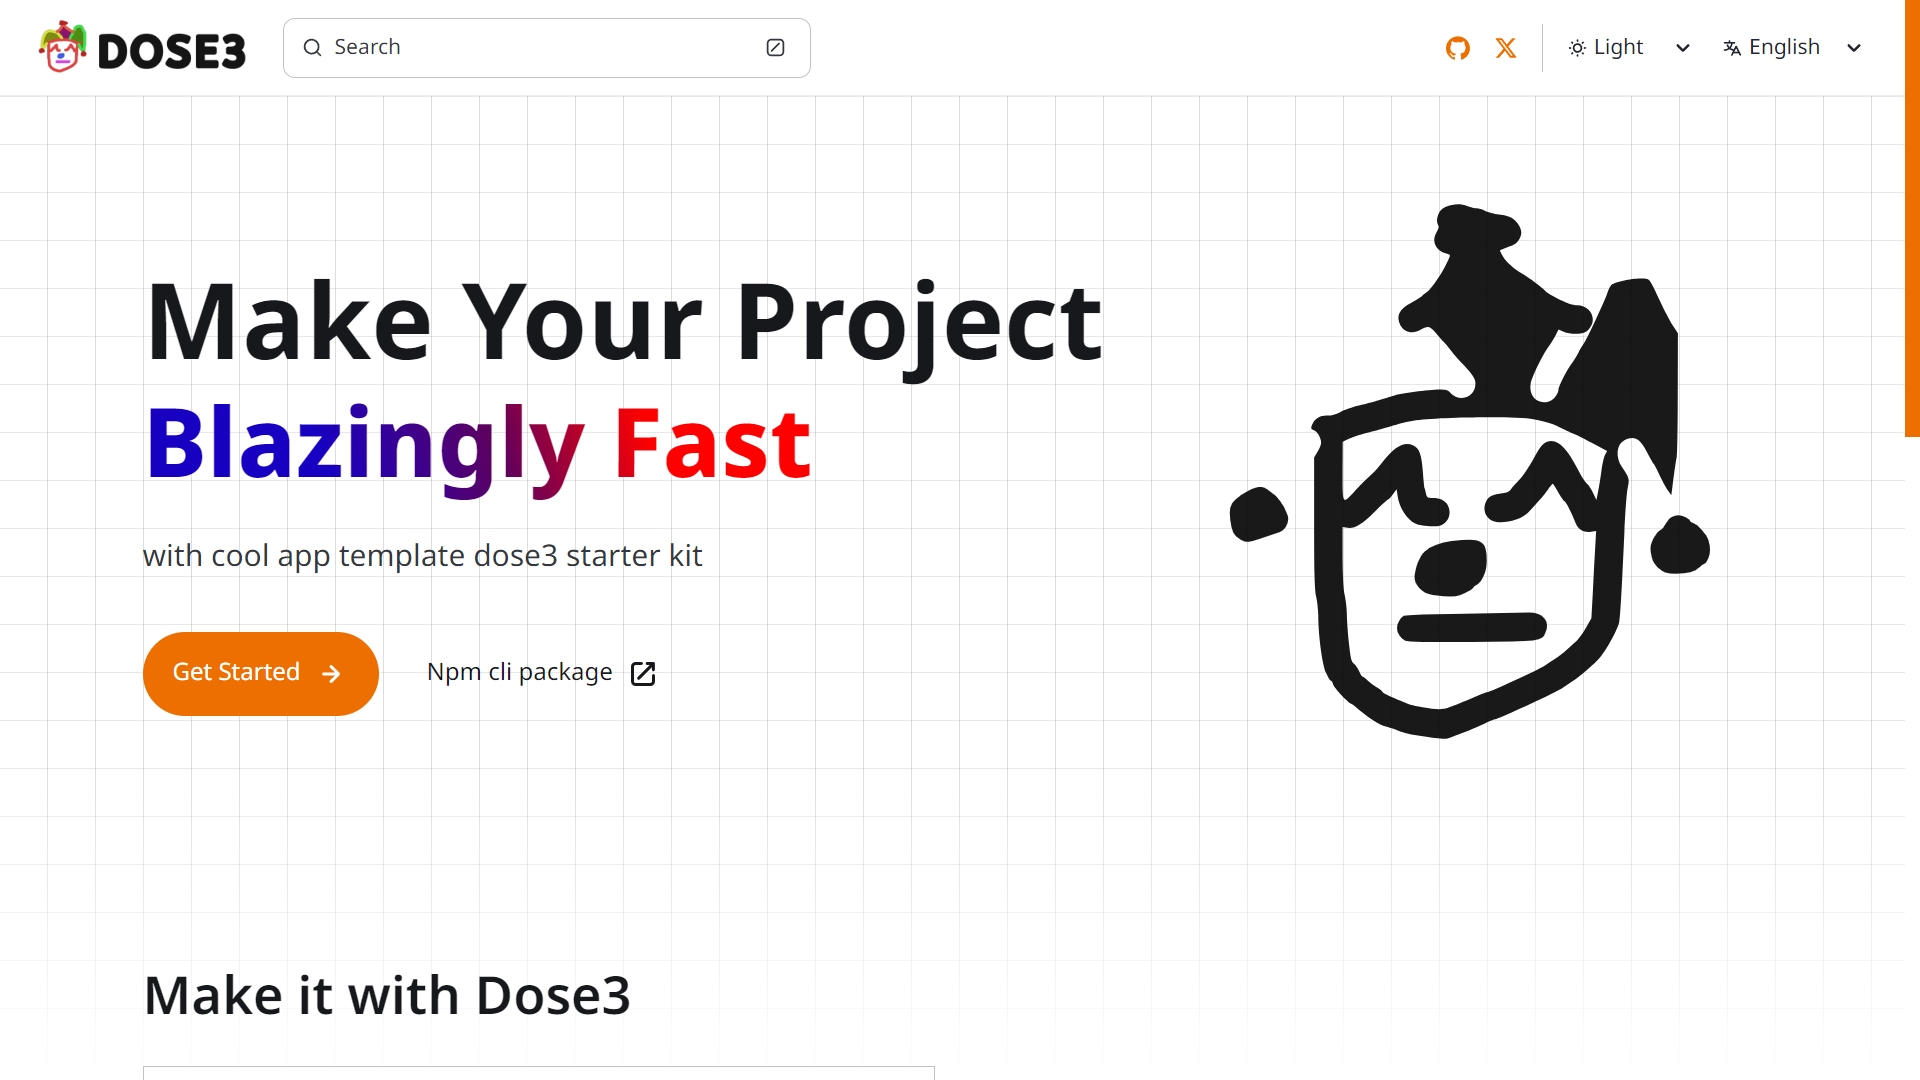 DOSE3
Search
Light
English
Make Your Project
Blazingly Fast
with cool app template dose3 starter kit
Get Started
Npm cli package
Make it with Dose3